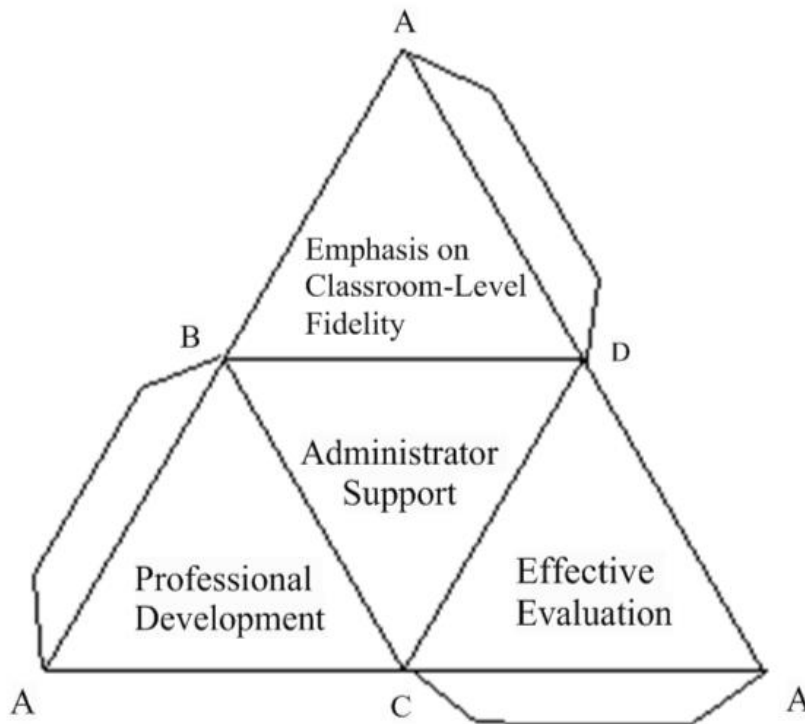 A
Emphasis on
Classroom-Level
Fidelity
B
D
Administrator
Support
Professional
Development
Effective
Evaluation
A
C
A